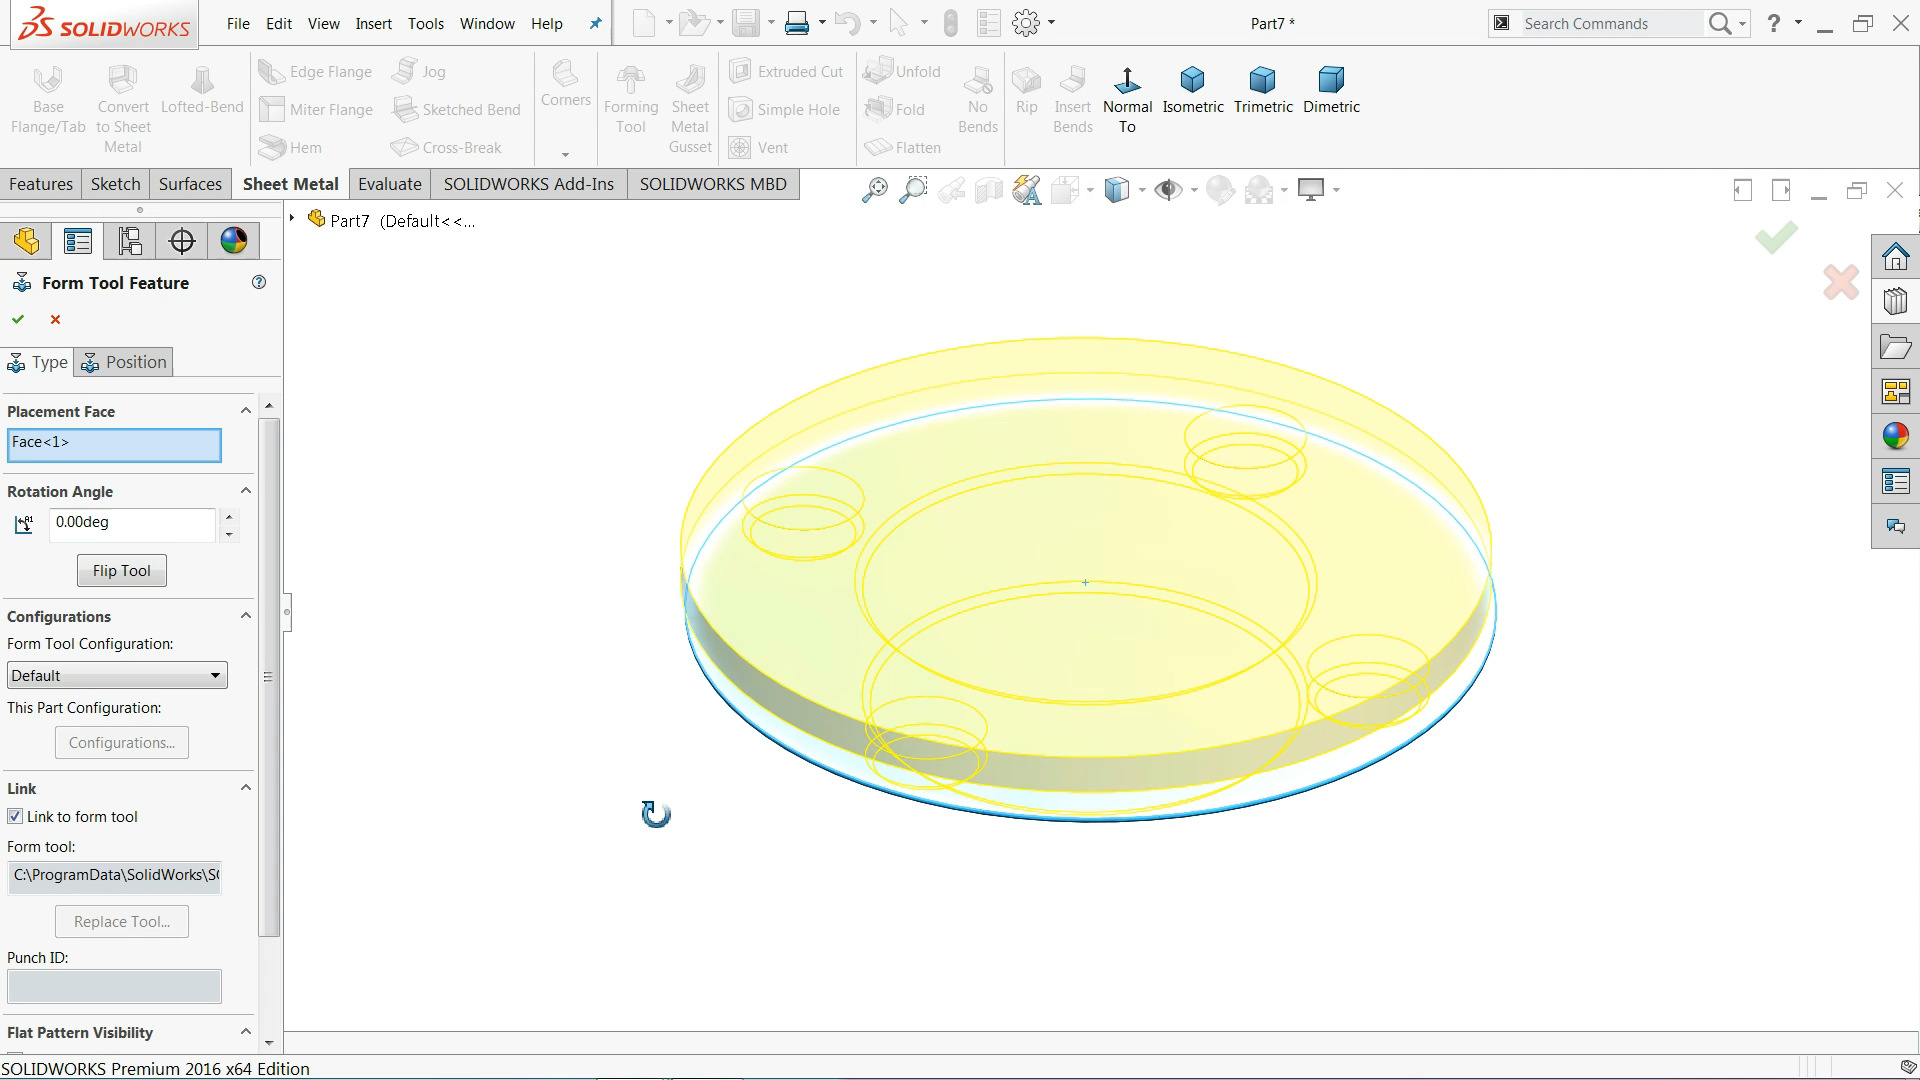 SOLIDWORKS File Edit View Insert Tools Window Help Part7 * Search Commands ?
Base Flange/Tab
Convert to Sheet Metal
Lofted-Bend
Edge Flange
Miter Flange
Hem
Jog
Sketched Bend
Cross-Break
Corners
Forming Tool
Sheet Metal Gusset
Extruded Cut
Simple Hole
Vent
Unfold
Fold
Flatten
No Bends
Rip
Insert Bends
Normal To
Isometric
Trimetric
Dimetric
Features Sketch Surfaces Sheet Metal Evaluate SOLIDWORKS Add-Ins SOLIDWORKS MBD
Part7 (Default<<...
Form Tool Feature ?
Type Position
Placement Face
Face<1>
Rotation Angle
0.00deg
Flip Tool
Configurations
Form Tool Configuration:
Default
This Part Configuration:
Configurations...
Link
Link to form tool
Form tool:
C:\ProgramData\SolidWorks\S
Replace Tool...
Punch ID:
Flat Pattern Visibility
SOLIDWORKS Premium 2016 x64 Edition